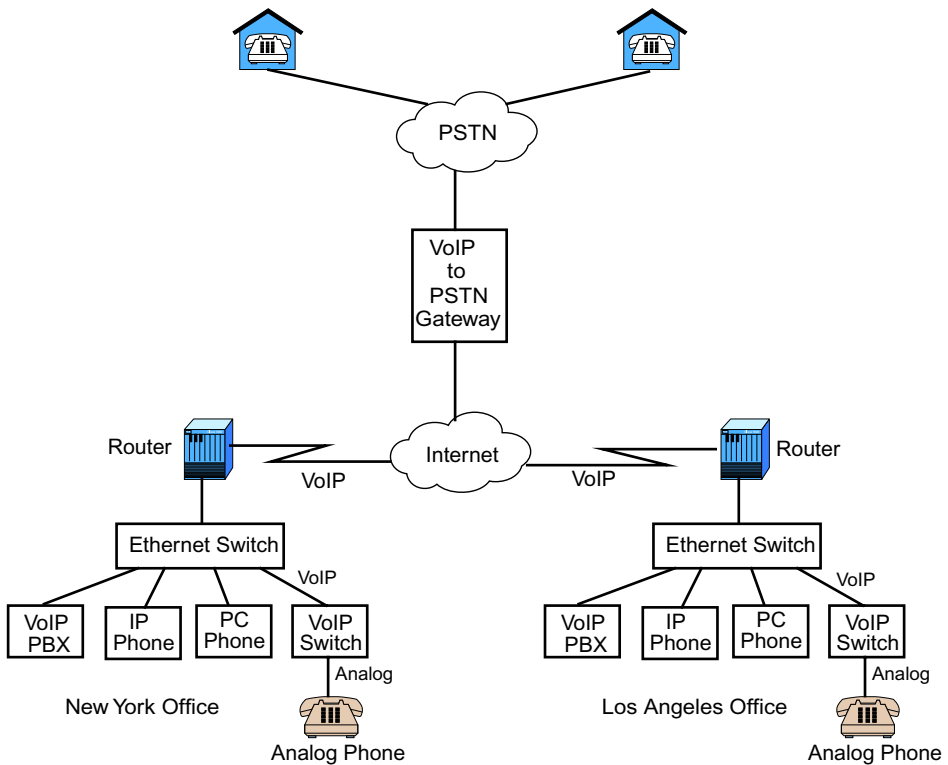 PSTN
VoIP
to
PSTN
Gateway
Router
Internet
Router
VoIP
VoIP
Ethernet Switch
Ethernet Switch
VoIP
VoIP
VoIP
PBX
IP
Phone
PC
Phone
VoIP
Switch
VoIP
PBX
IP
Phone
PC
Phone
VoIP
Switch
Analog
Analog
New York Office
Los Angeles Office
Analog Phone
Analog Phone